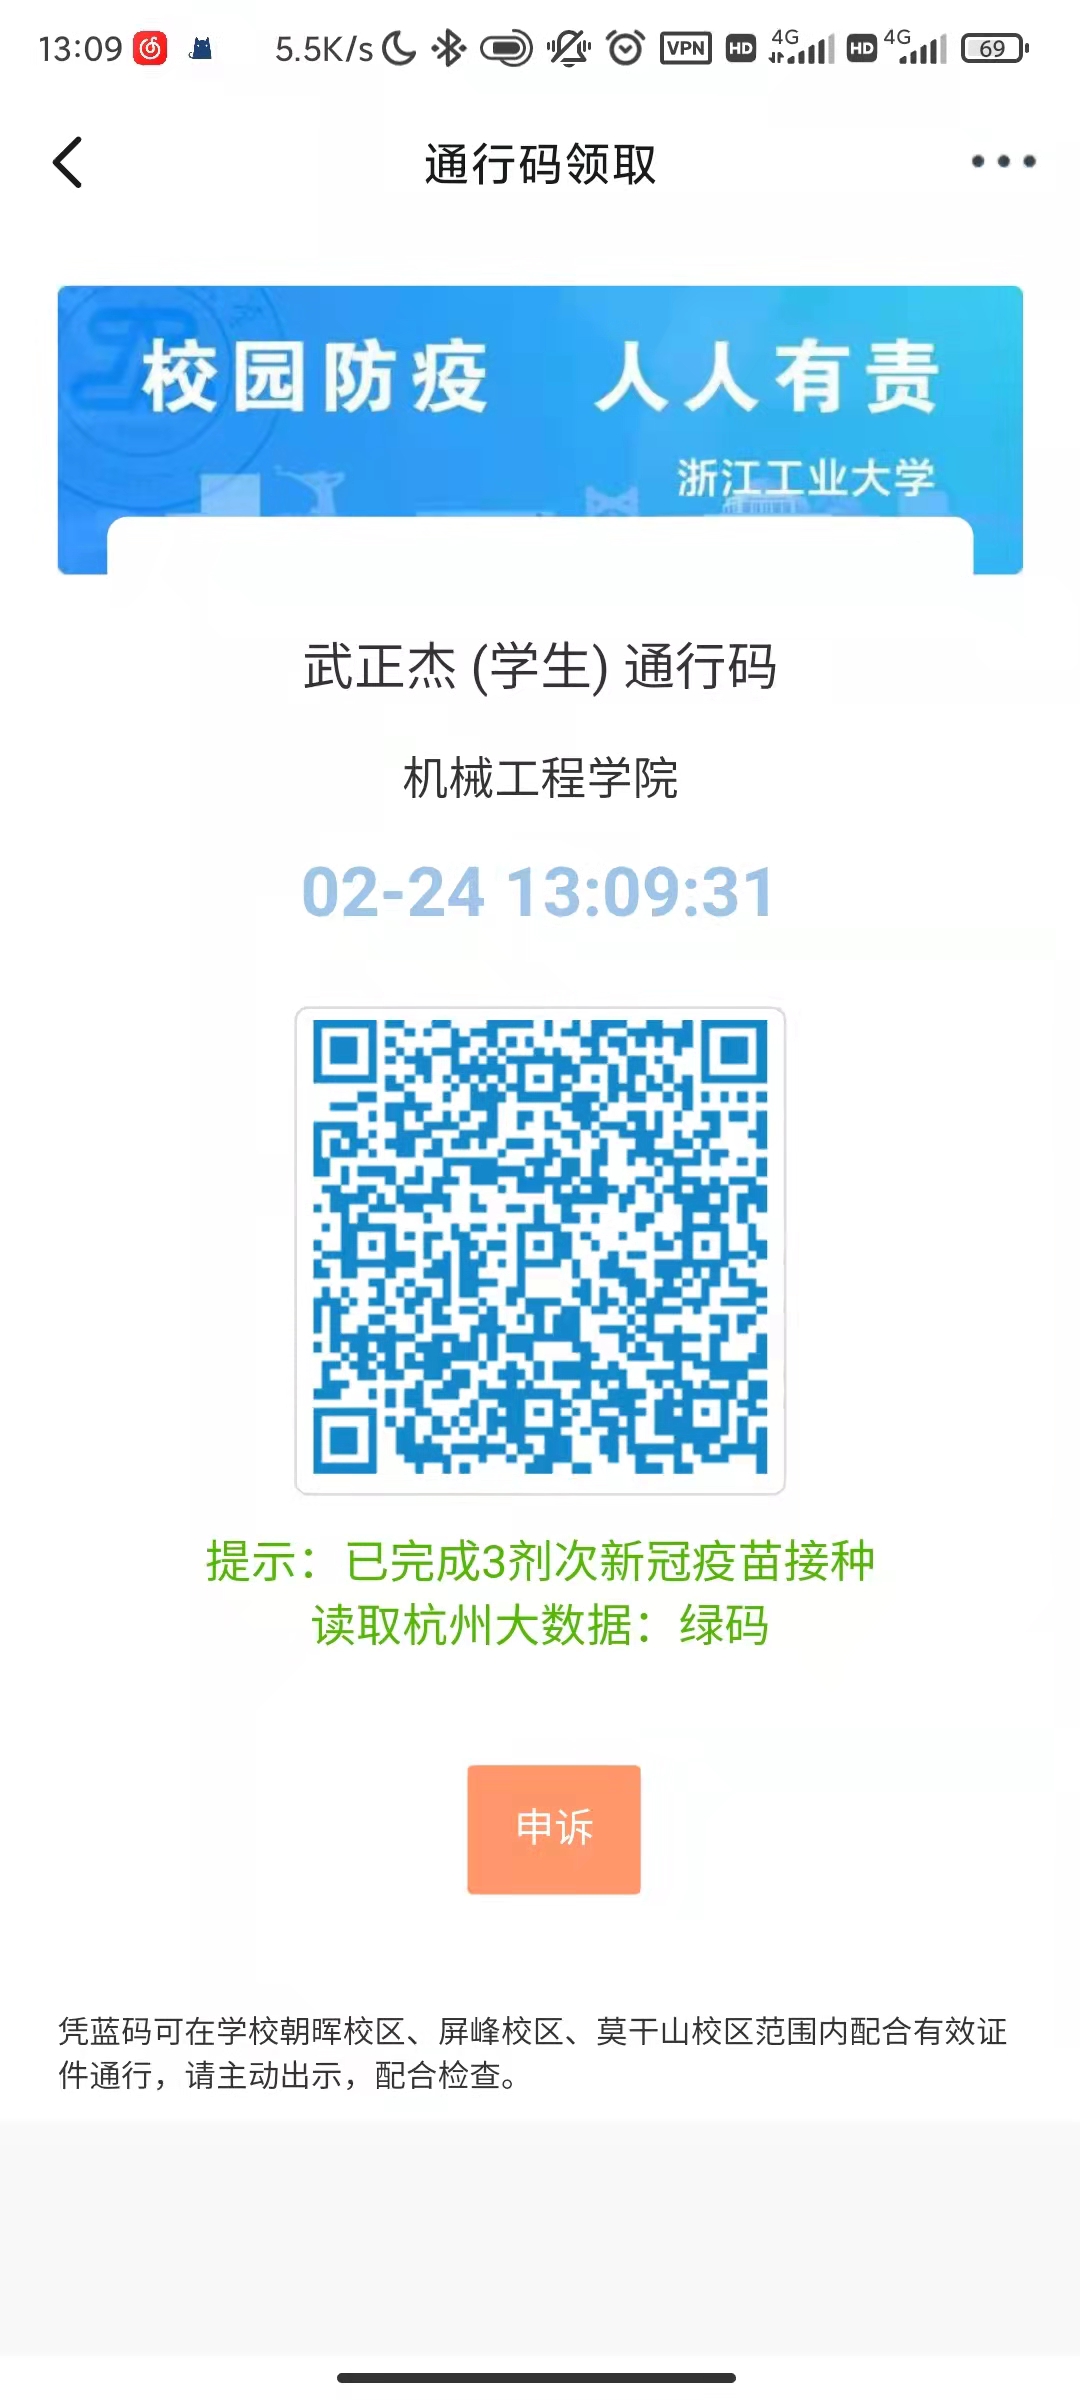 13:09 5.5K/s VPN HD 4G HD 4G 69
通行码领取
校园防疫 人人有责
浙江工业大学
武正杰 (学生) 通行码
机械工程学院
02-24 13:09:31
提示：已完成3剂次新冠疫苗接种
读取杭州大数据：绿码
申诉
凭蓝码可在学校朝晖校区、屏峰校区、莫干山校区范围内配合有效证
件通行，请主动出示，配合检查。